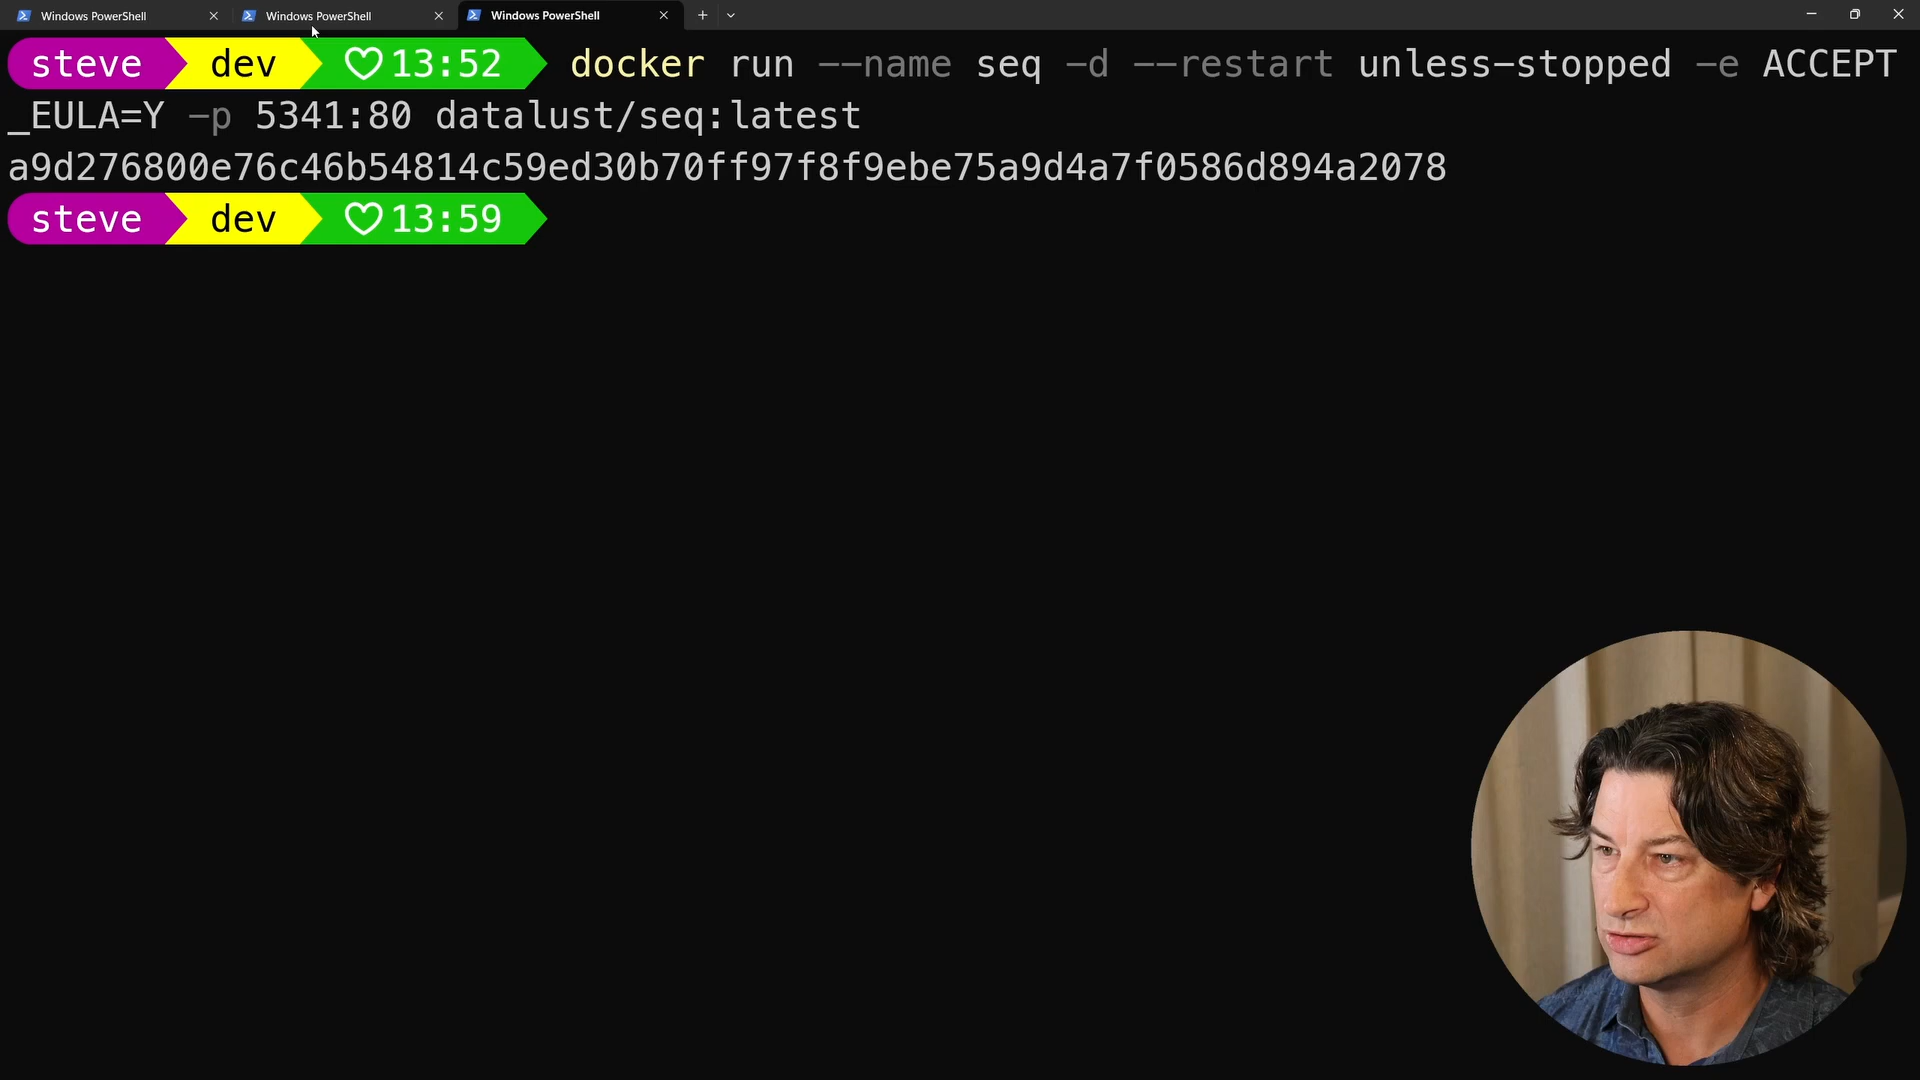 Windows PowerShell
Windows PowerShell
Windows PowerShell
steve dev ♡13:52 docker run --name seq -d --restart unless-stopped -e ACCEPT
_EULA=Y -p 5341:80 datalust/seq:latest
a9d276800e76c46b54814c59ed30b70ff97f8f9ebe75a9d4a7f0586d894a2078
steve dev ♡13:59